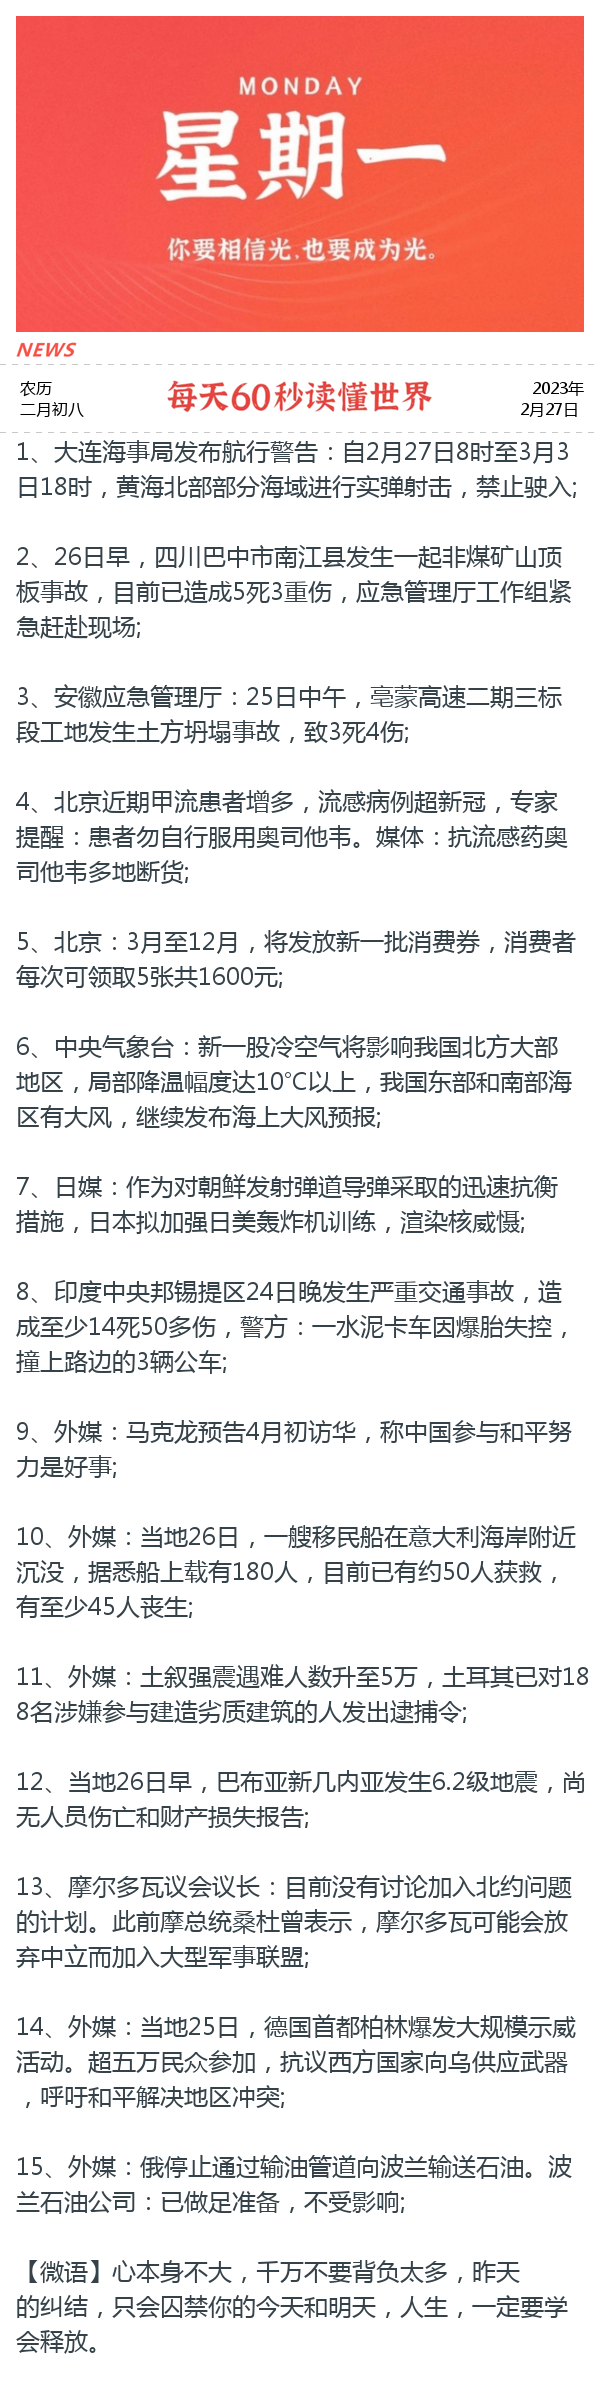 MONDAY
星期一
你要相信光,也要成为光。
NEWS
农历
二月初八
每天60秒读懂世界
2023年
2月27日
1、大连海事局发布航行警告：自2月27日8时至3月3
日18时，黄海北部部分海域进行实弹射击，禁止驶入;
2、26日早，四川巴中市南江县发生一起非煤矿山顶
板事故，目前已造成5死3重伤，应急管理厅工作组紧
急赶赴现场;
3、安徽应急管理厅：25日中午，亳蒙高速二期三标
段工地发生土方坍塌事故，致3死4伤;
4、北京近期甲流患者增多，流感病例超新冠，专家
提醒：患者勿自行服用奥司他韦。媒体：抗流感药奥
司他韦多地断货;
5、北京：3月至12月，将发放新一批消费券，消费者
每次可领取5张共1600元;
6、中央气象台：新一股冷空气将影响我国北方大部
地区，局部降温幅度达10℃以上，我国东部和南部海
区有大风，继续发布海上大风预报;
7、日媒：作为对朝鲜发射弹道导弹采取的迅速抗衡
措施，日本拟加强日美轰炸机训练，渲染核威慑;
8、印度中央邦锡提区24日晚发生严重交通事故，造
成至少14死50多伤，警方：一水泥卡车因爆胎失控，
撞上路边的3辆公车;
9、外媒：马克龙预告4月初访华，称中国参与和平努
力是好事;
10、外媒：当地26日，一艘移民船在意大利海岸附近
沉没，据悉船上载有180人，目前已有约50人获救，
有至少45人丧生;
11、外媒：土叙强震遇难人数升至5万，土耳其已对18
8名涉嫌参与建造劣质建筑的人发出逮捕令;
12、当地26日早，巴布亚新几内亚发生6.2级地震，尚
无人员伤亡和财产损失报告;
13、摩尔多瓦议会议长：目前没有讨论加入北约问题
的计划。此前摩总统桑杜曾表示，摩尔多瓦可能会放
弃中立而加入大型军事联盟;
14、外媒：当地25日，德国首都柏林爆发大规模示威
活动。超五万民众参加，抗议西方国家向乌供应武器
，呼吁和平解决地区冲突;
15、外媒：俄停止通过输油管道向波兰输送石油。波
兰石油公司：已做足准备，不受影响;
【微语】心本身不大，千万不要背负太多，昨天
的纠结，只会囚禁你的今天和明天，人生，一定要学
会释放。